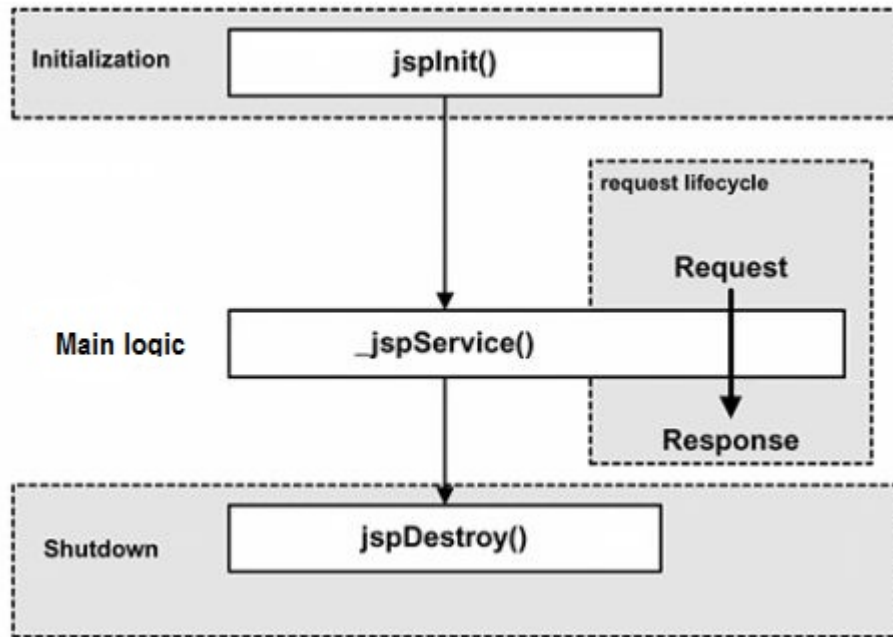 Initialization
jspInit()
request lifecycle
Request
Main logic
_jspService()
Response
Shutdown
jspDestroy()